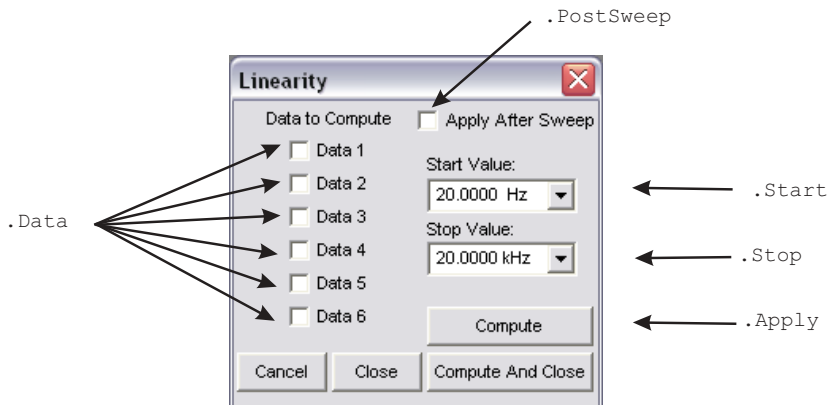 .PostSweep
Linearity
Data to Compute
Apply After Sweep
Data 1
Data 2
Data 3
Data 4
Data 5
Data 6
.Data
Start Value:
20.0000 Hz
.Start
Stop Value:
20.0000 kHz
.Stop
Compute
.Apply
Cancel
Close
Compute And Close